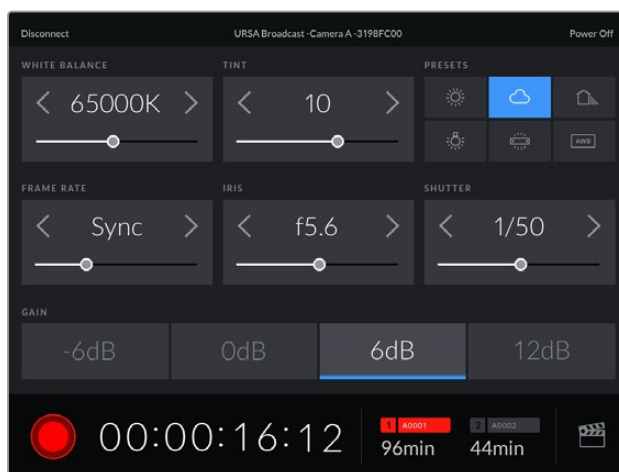 Disconnect URSA Broadcast -Camera A -3198FC00 Power Off
WHITE BALANCE TINT PRESETS
65000K 10
AWB
FRAME RATE IRIS SHUTTER
Sync f5.6 1/50
GAIN
-6dB 0dB 6dB 12dB
1 A0001 2 A0002
00:00:16:12 96min 44min